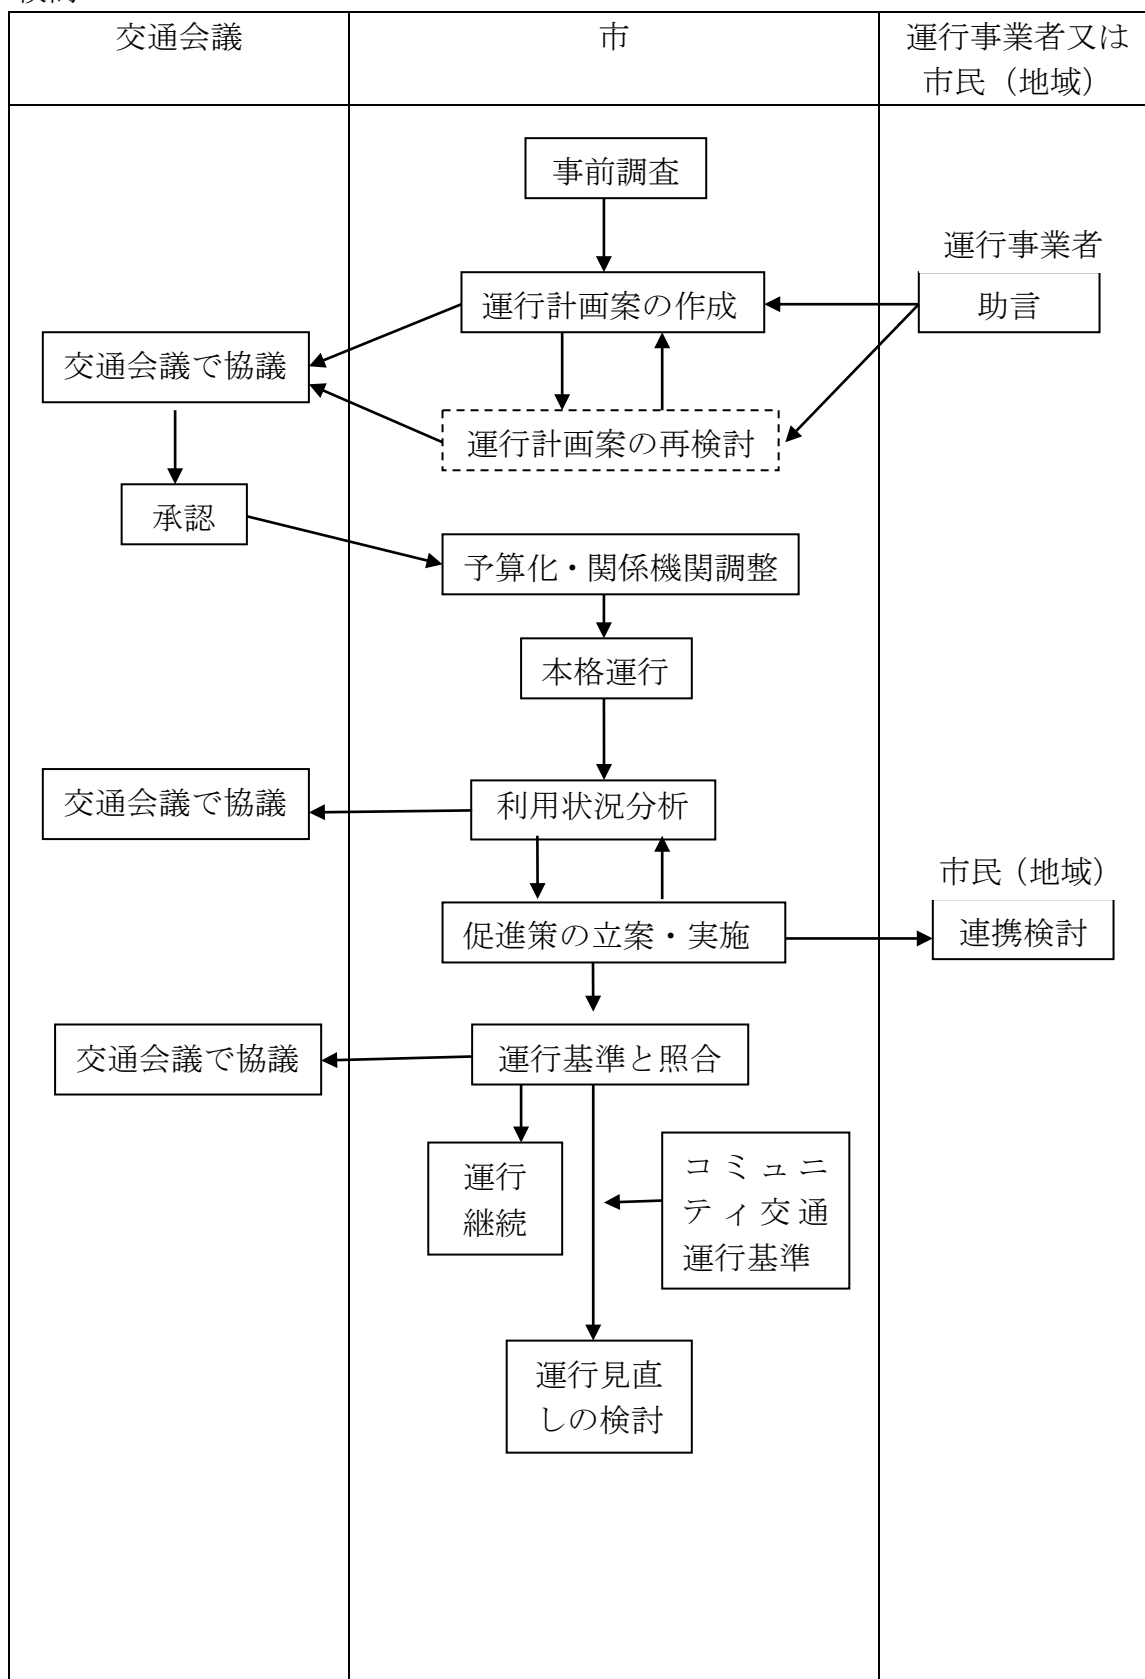 交通会議
市
運行事業者又は
市民（地域）
事前調査
運行事業者
運行計画案の作成
助言
交通会議で協議
運行計画案の再検討
承認
予算化・関係機関調整
本格運行
交通会議で協議
利用状況分析
市民（地域）
促進策の立案・実施
連携検討
交通会議で協議
運行基準と照合
運行
継続
コミュニ
ティ交通
運行基準
運行見直
しの検討